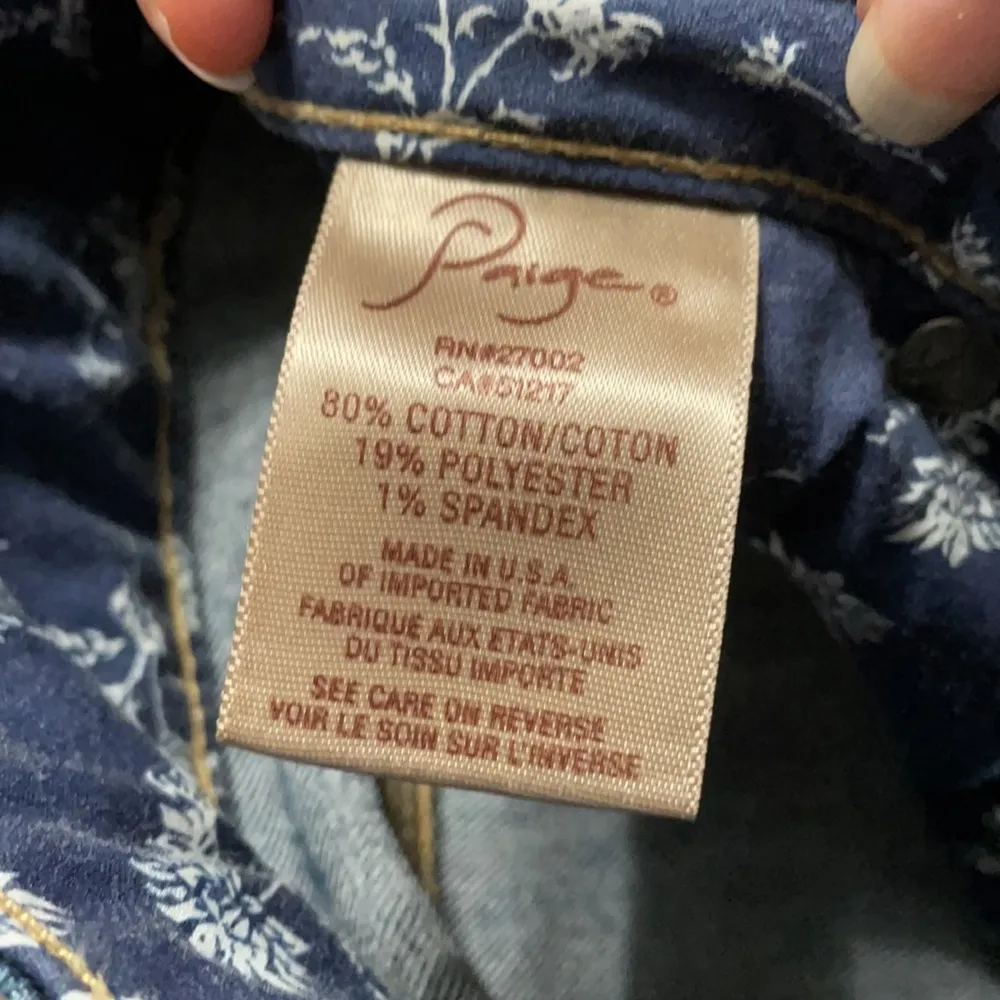 Paige®
RN#27002
CA#51217
80% COTTON/COTON
19% POLYESTER
1% SPANDEX
MADE IN U.S.A
OF IMPORTED FABRIC
FABRIQUE AUX ETATS-UNIS
DU TISSU IMPORTE
SEE CARE ON REVERSE
VOIR LE SOIN SUR L'INVERSE